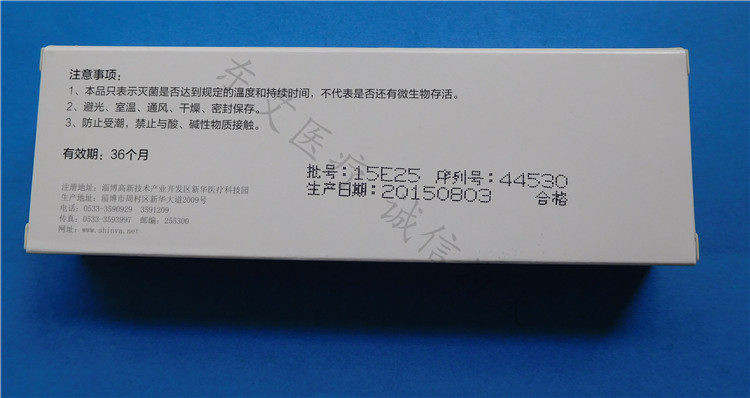 注意事项：
1、本品只表示灭菌是否达到规定的温度和持续时间，不代表是否还有微生物存活。
2、避光、室温、通风、干燥、密封保存。
3、防止受潮，禁止与酸、碱性物质接触。
有效期：36个月
注册地址：淄博高新技术产业开发区新华医疗科技园
生产地址：淄博市周村区新华大道2009号
电话：0533-3590929 3591209
传真：0533-3593997 邮编：255300
网址：www.shinva.net
批号：15E25 序列号：44530
生产日期：20150803 合格
东艾医疗 诚信